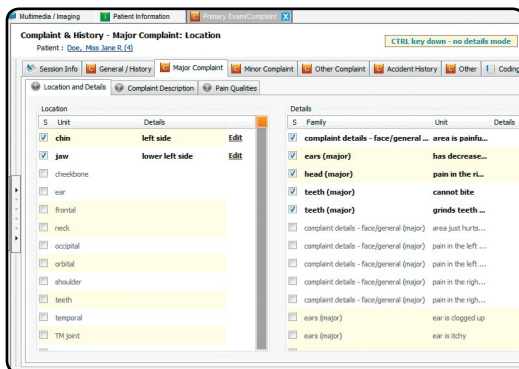 Multimedia / Imaging Patient Information Primary Exam/Complaint
Complaint & History - Major Complaint: Location
Patient : Doe, Miss Jane R (4)
CTRL key down - no details mode
Session Info General / History Major Complaint Minor Complaint Other Complaint Accident History Other Coding
Location and Details Complaint Description Pain Qualities
Location
S Unit Details
chin left side Edit
jaw lower left side Edit
cheekbone
ear
frontal
neck
occipital
orbital
shoulder
teeth
temporal
TM joint
Details
S Family Unit Details
complaint details - face/general ... area is painfu...
ears (major) has decrease...
head (major) pain in the ri...
teeth (major) cannot bite
teeth (major) grinds teeth ...
complaint details - face/general (major) area just hurts...
complaint details - face/general (major) pain in the left ...
complaint details - face/general (major) pain in the left ...
complaint details - face/general (major) pain in the righ...
complaint details - face/general (major) pain in the righ...
ears (major) ear is clogged up
ears (major) ear is itchy